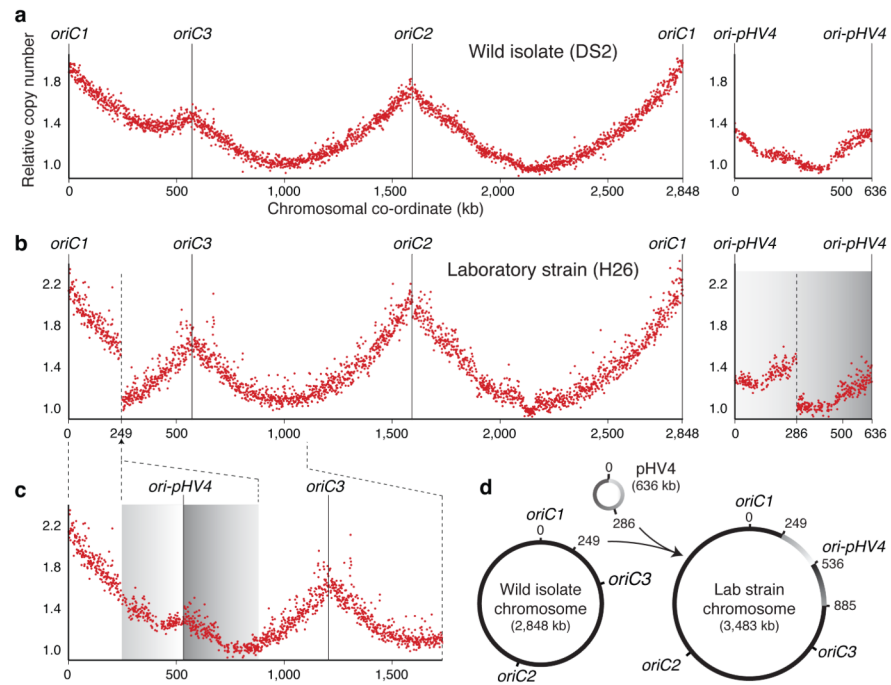 a
oriC1 oriC3 oriC2 oriC1 ori-pHV4 ori-pHV4
Wild isolate (DS2)
Relative copy number
2.2
1.8
1.4
1.0
2.2
1.8
1.4
1.0
0 500 1,000 1,500 2,000 2,500 2,848
0 500 636
Chromosomal co-ordinate (kb)
b
oriC1 oriC3 oriC2 oriC1 ori-pHV4 ori-pHV4
Laboratory strain (H26)
2.2
1.8
1.4
1.0
2.2
1.8
1.4
1.0
0 249 500 1,000 1,500 2,000 2,500 2,848
0 286 500 636
c
ori-pHV4 oriC3
2.2
1.8
1.4
1.0
0 500 1,000 1,500
d
0
pHV4
(636 kb)
286
oriC1
0
249
oriC3
Wild isolate
chromosome
(2,848 kb)
oriC2
oriC1
0
249
ori-pHV4
536
885
Lab strain
chromosome
(3,483 kb)
oriC3
oriC2